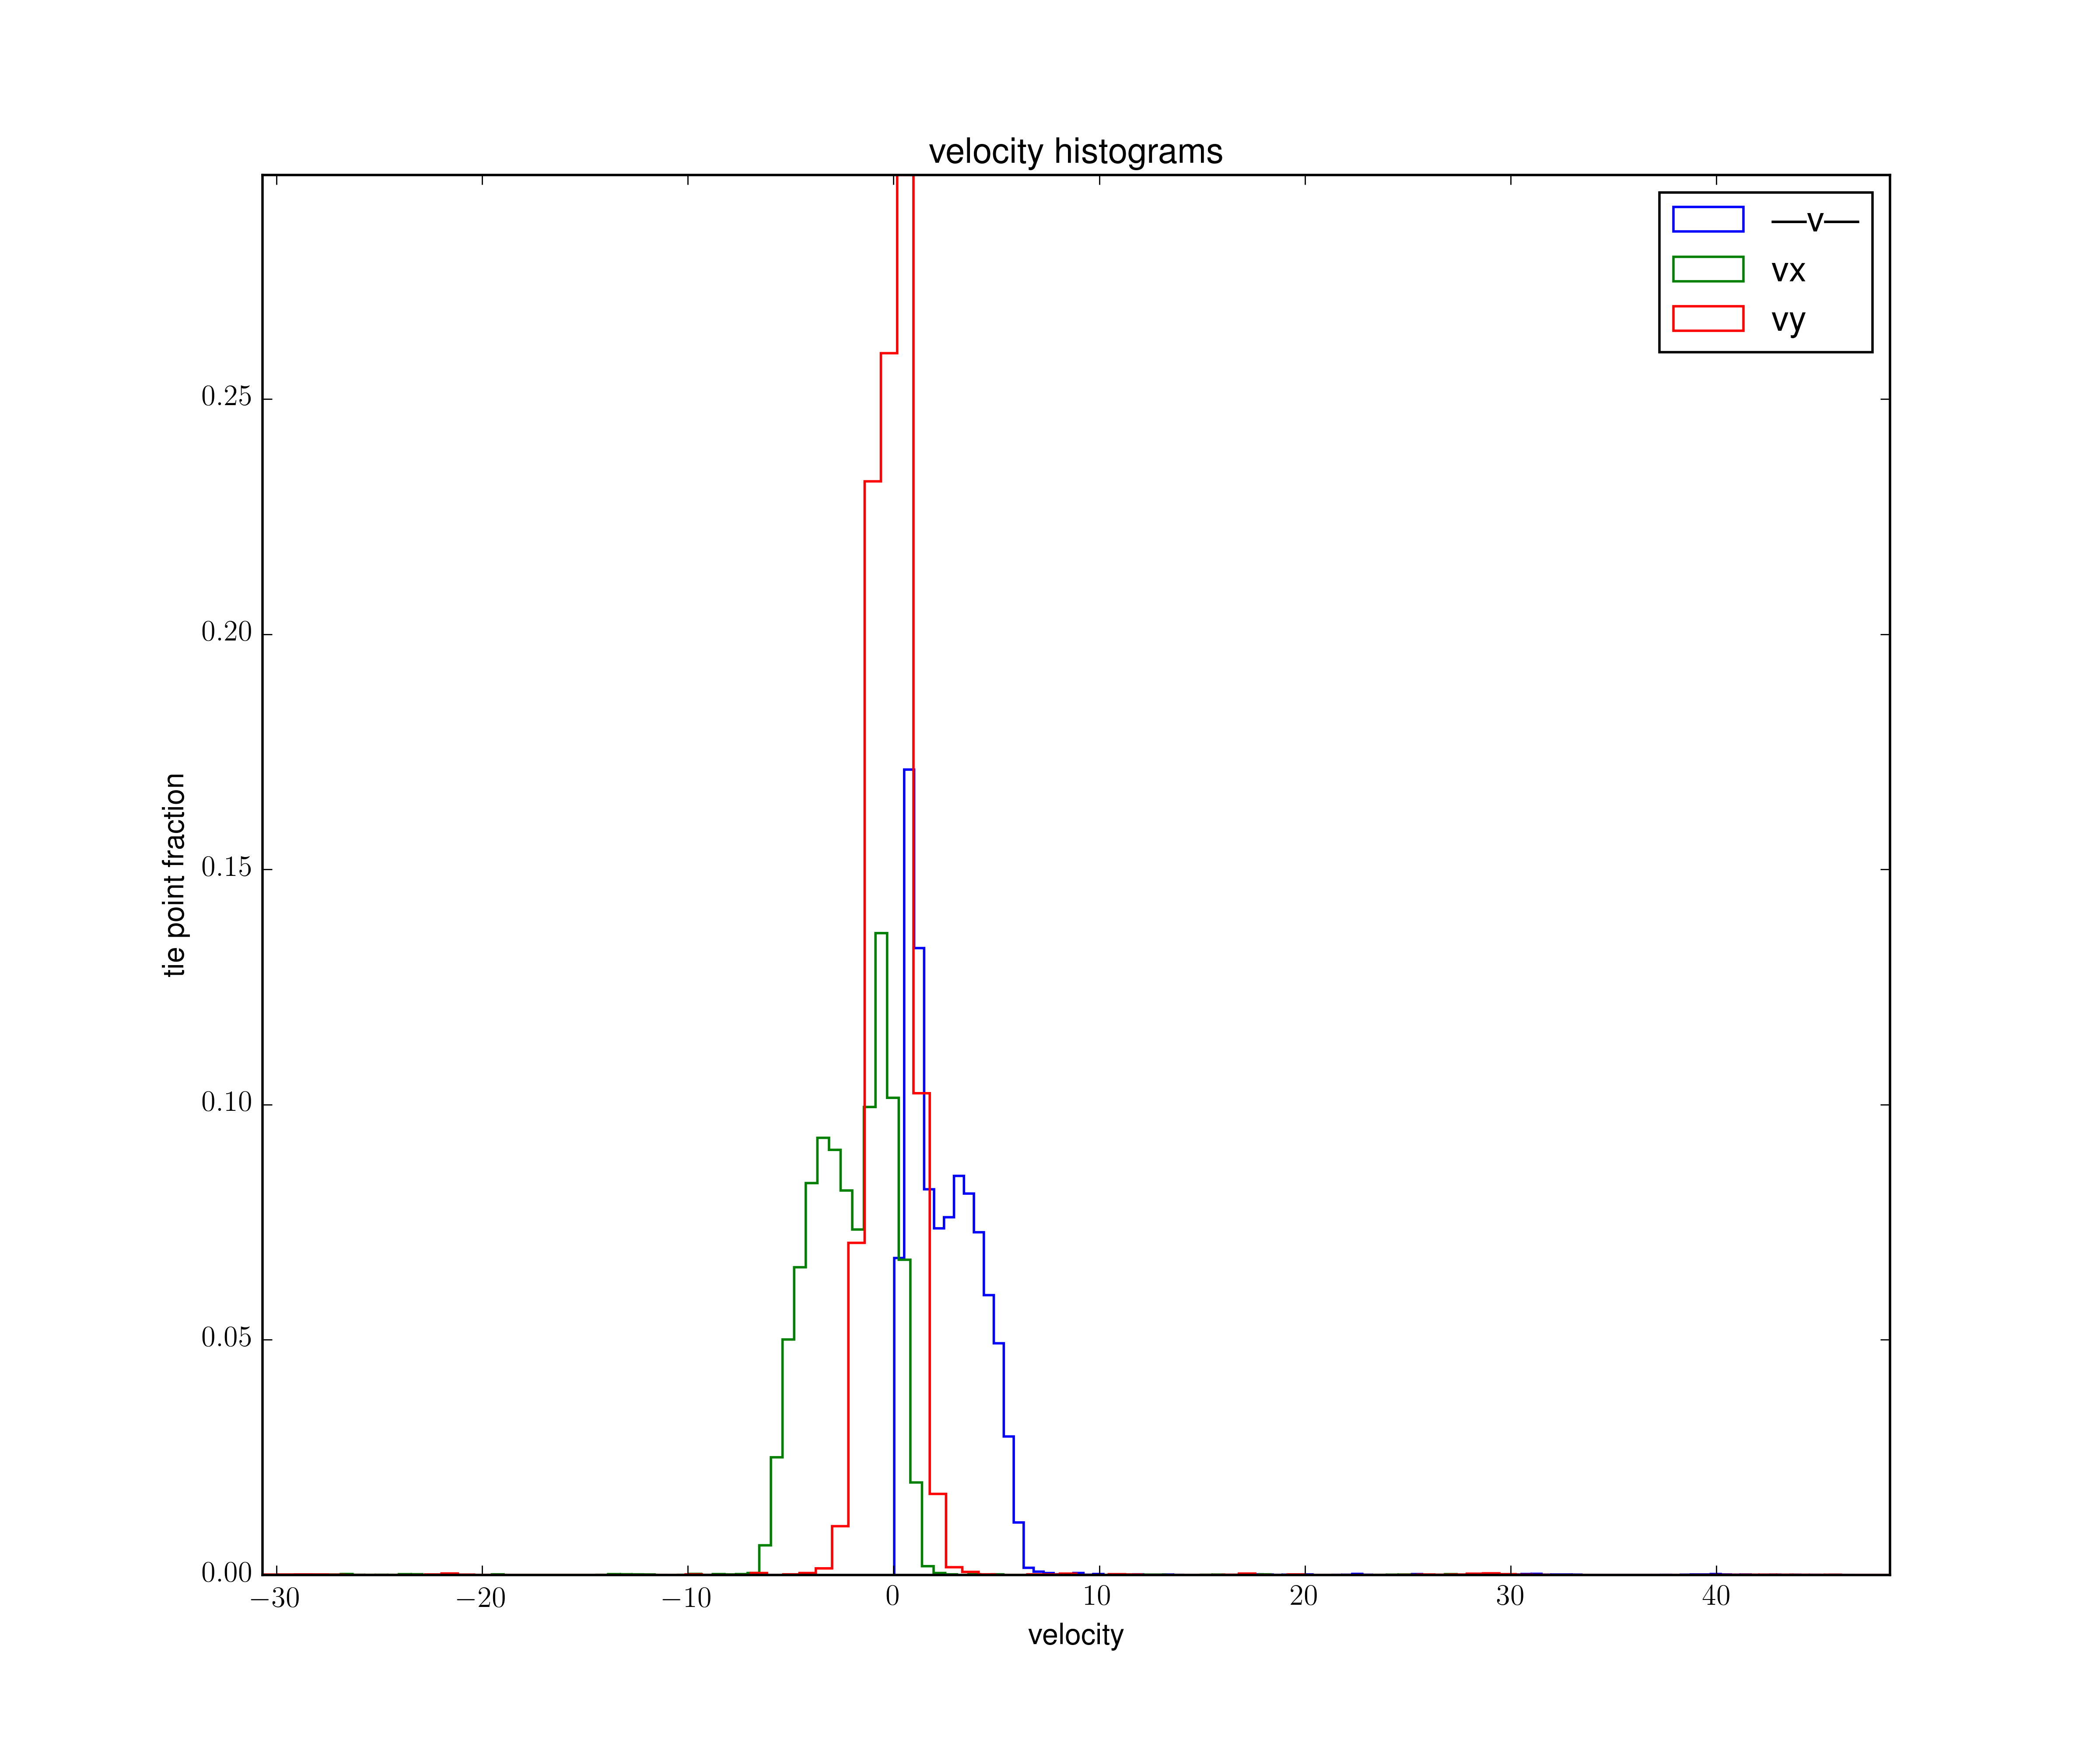 velocity histograms
—v—
vx
vy
0.25
0.20
0.15
0.10
0.05
0.00
tie point fraction
−30 −20 −10 0 10 20 30 40
velocity